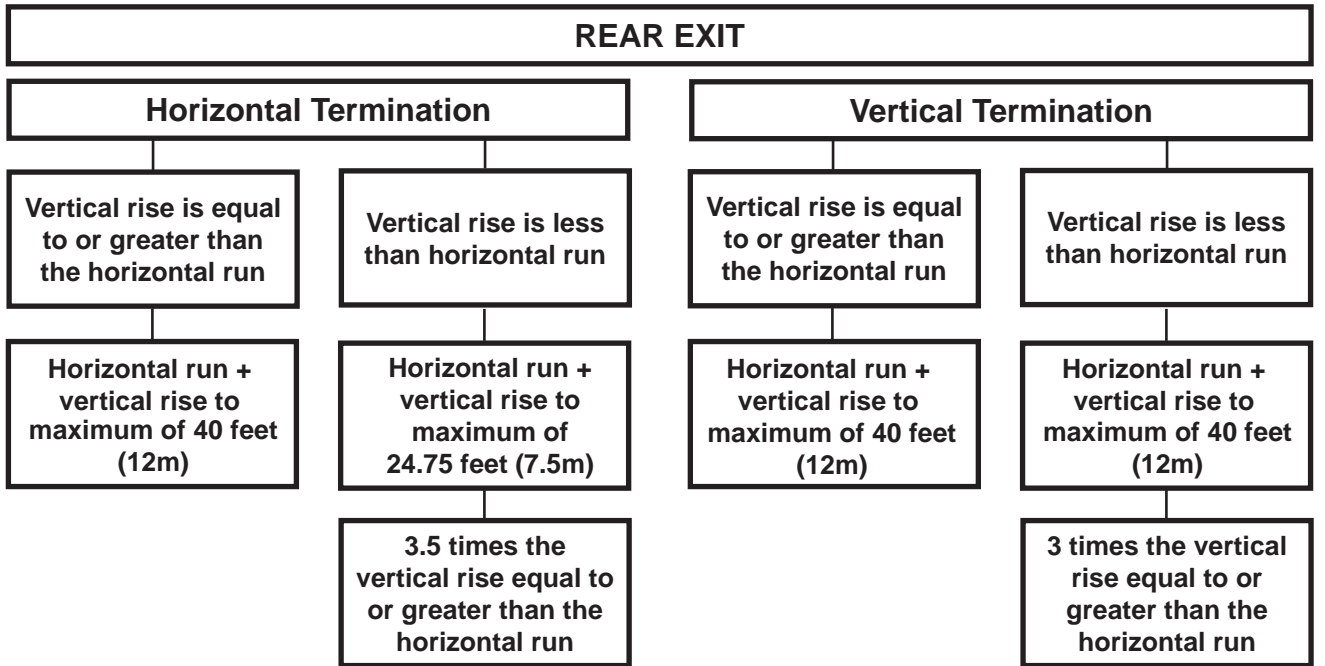 REAR EXIT
Horizontal Termination
Vertical Termination
Vertical rise is equal
to or greater than
the horizontal run
Vertical rise is less
than horizontal run
Vertical rise is equal
to or greater than
the horizontal run
Vertical rise is less
than horizontal run
Horizontal run +
vertical rise to
maximum of 40 feet
(12m)
Horizontal run +
vertical rise to
maximum of
24.75 feet (7.5m)
Horizontal run +
vertical rise to
maximum of 40 feet
(12m)
Horizontal run +
vertical rise to
maximum of 40 feet
(12m)
3.5 times the
vertical rise equal to
or greater than the
horizontal run
3 times the vertical
rise equal to or
greater than the
horizontal run